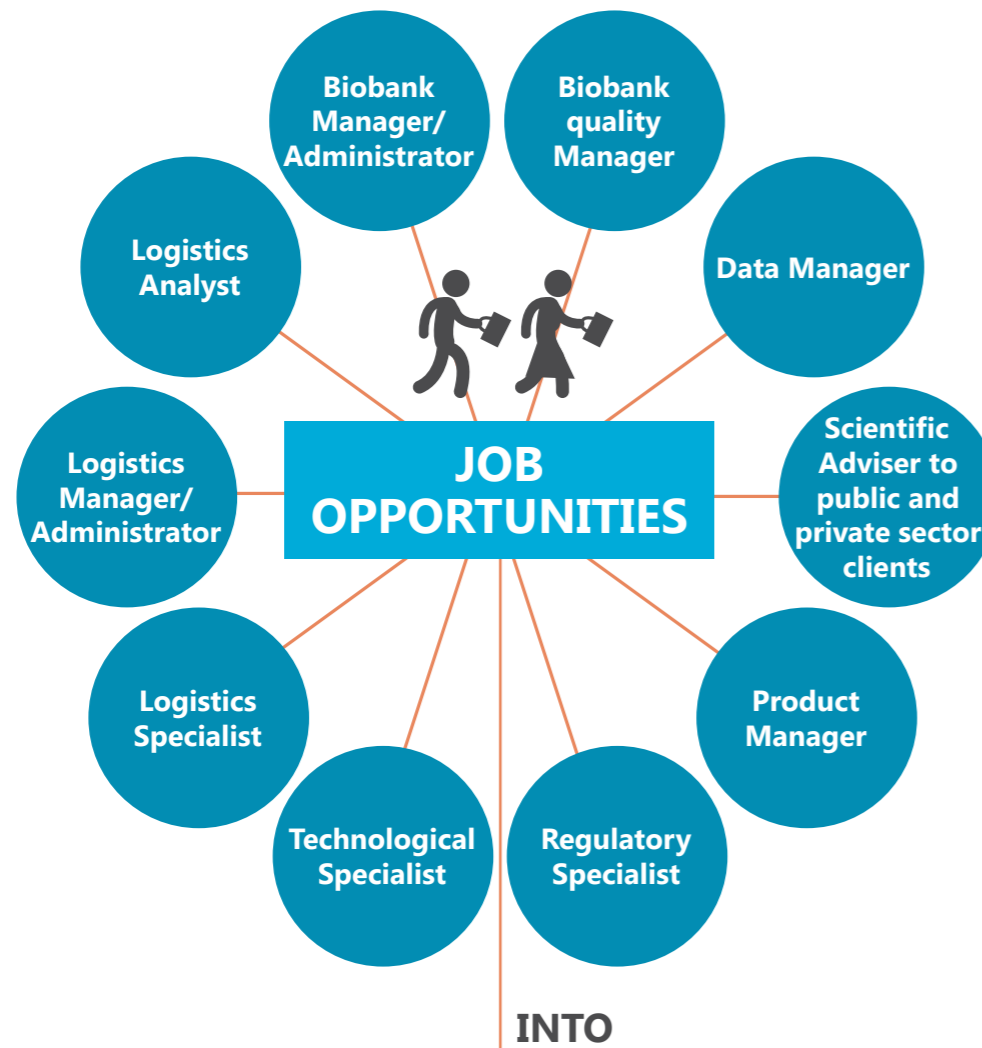 Biobank
Manager/
Administrator
Biobank
quality
Manager
Logistics
Analyst
Data Manager
Logistics
Manager/
Administrator
JOB
OPPORTUNITIES
Scientific
Adviser to
public and
private sector
clients
Logistics
Specialist
Product
Manager
Technological
Specialist
Regulatory
Specialist
INTO